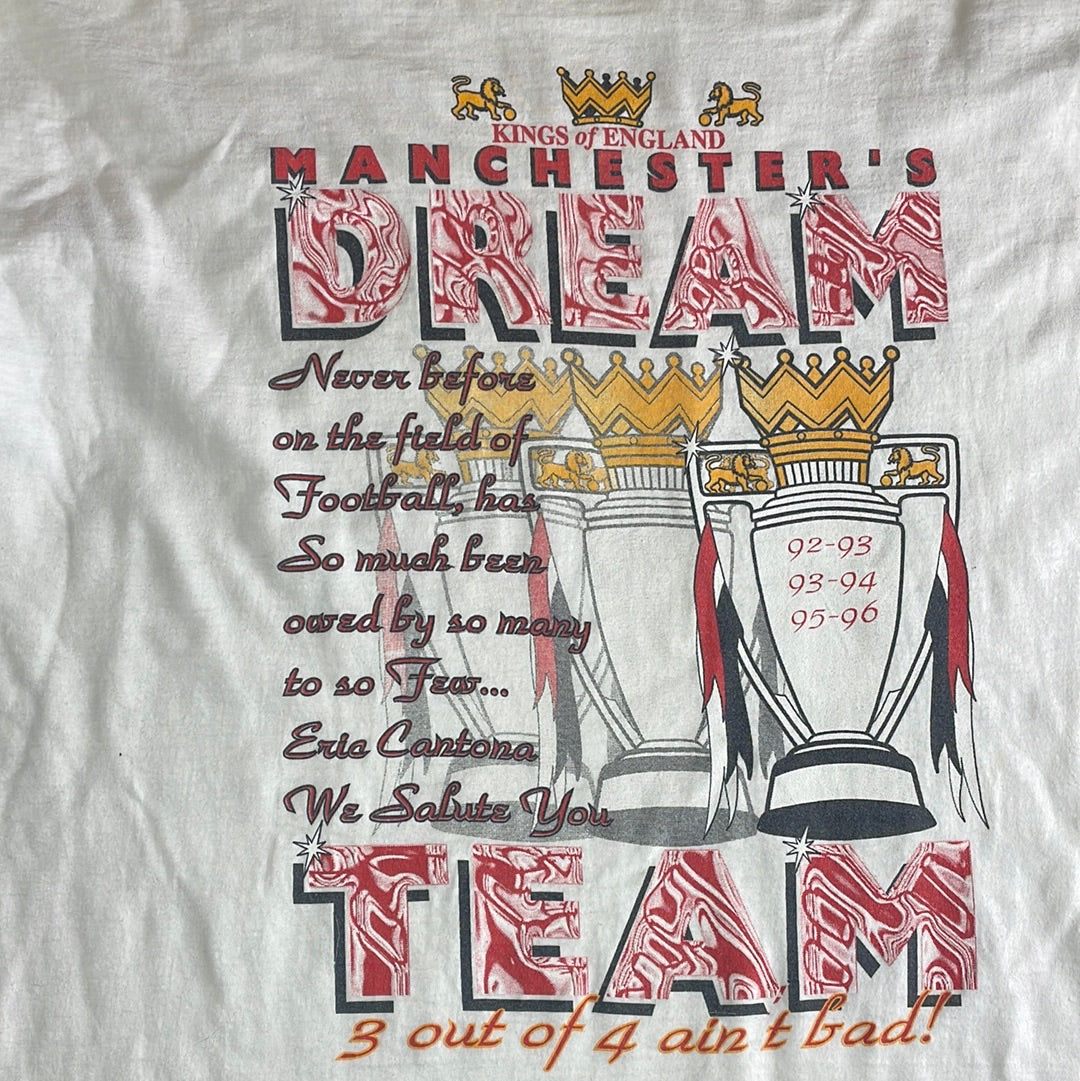 KINGS of ENGLAND
MANCHESTER'S
DREAM
Never before
on the field of
Football, has
So much been
owed by so many
to so Few...
Eric Cantona
We Salute You
92-93
93-94
95-96
TEAM
3 out of 4 ain't bad!